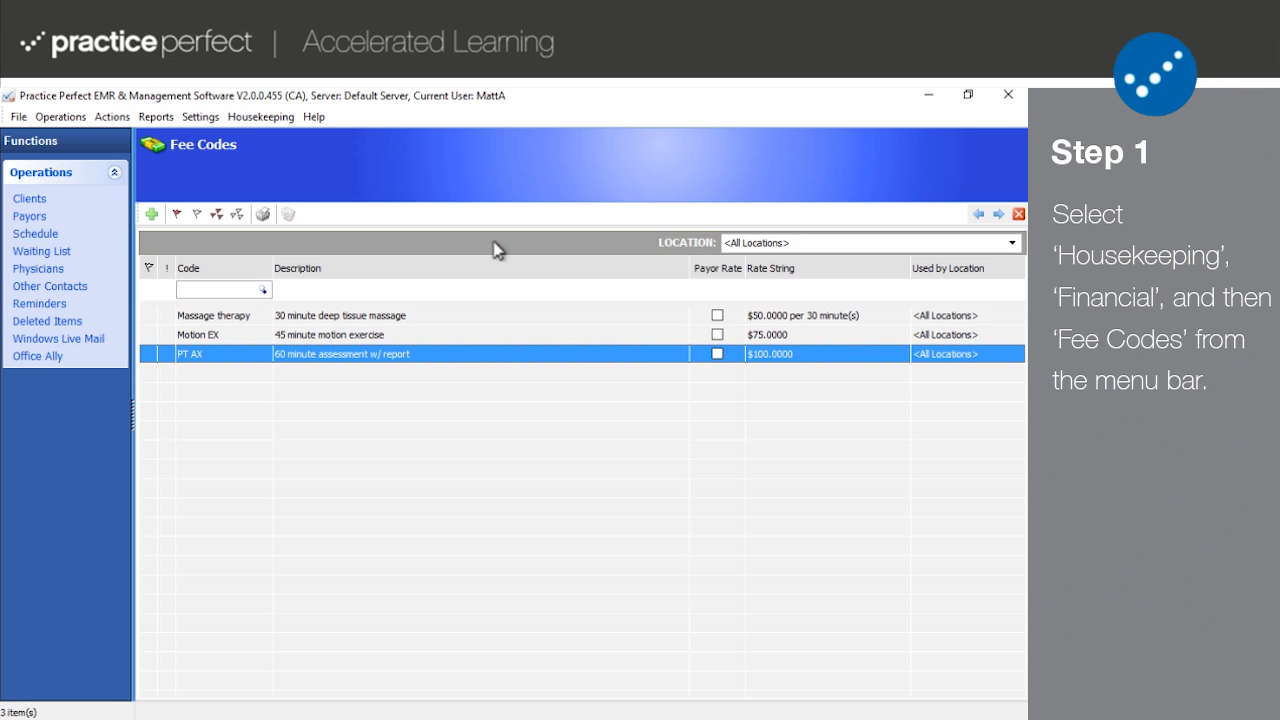 practiceperfect | Accelerated Learning
Practice Perfect EMR & Management Software V2.0.0.455 (CA), Server: Default Server, Current User: MattA
File Operations Actions Reports Settings Housekeeping Help
Functions
Operations
Clients
Payors
Schedule
Waiting List
Physicians
Other Contacts
Reminders
Deleted Items
Windows Live Mail
Office Ally
Fee Codes
LOCATION: <All Locations>
! Code Description Payor Rate Rate String Used by Location
Massage therapy 30 minute deep tissue massage $50.0000 per 30 minute(s) <All Locations>
Motion EX 45 minute motion exercise $75.0000 <All Locations>
PT AX 60 minute assessment w/ report $100.0000 <All Locations>
3 item(s)
Step 1
Select
‘Housekeeping’,
‘Financial’, and then
‘Fee Codes’ from
the menu bar.